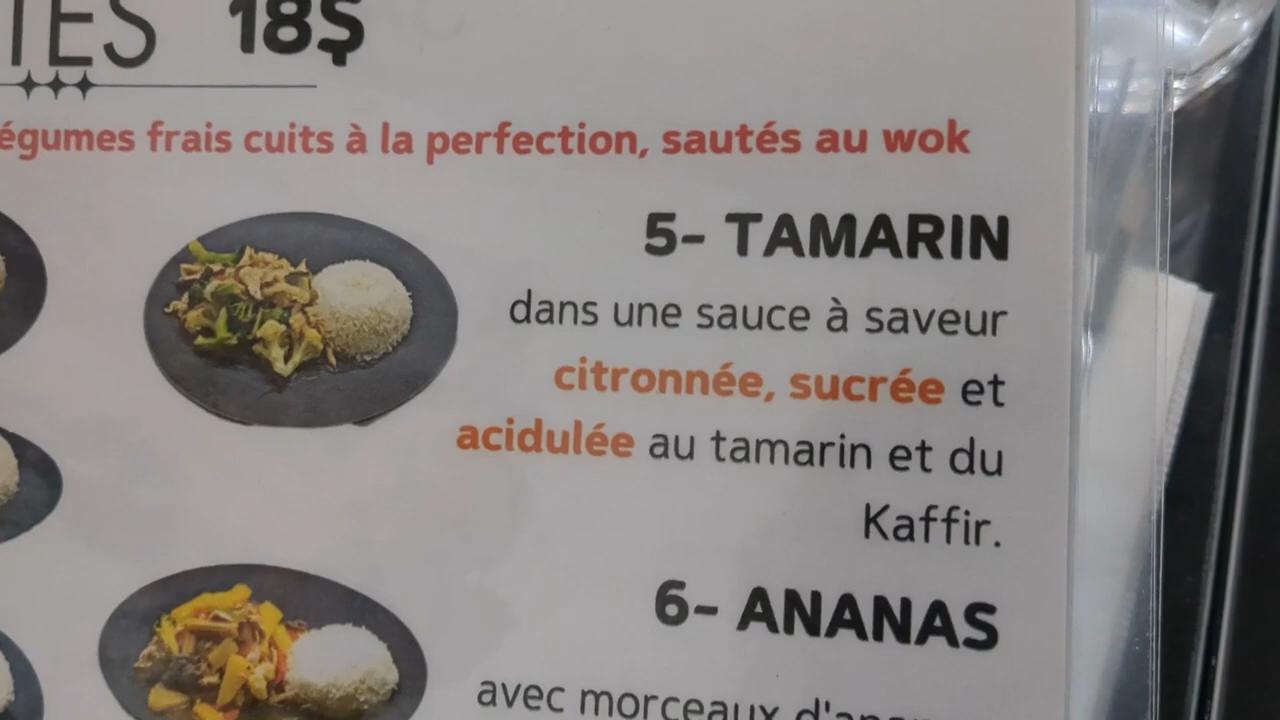 18$
frais cuits à la perfection, sautés au wok
5- TAMARIN
dans une sauce à saveur
citronnée, sucrée et
acidulée au tamarin et du
Kaffir.
6- ANANAS
avec morceaux